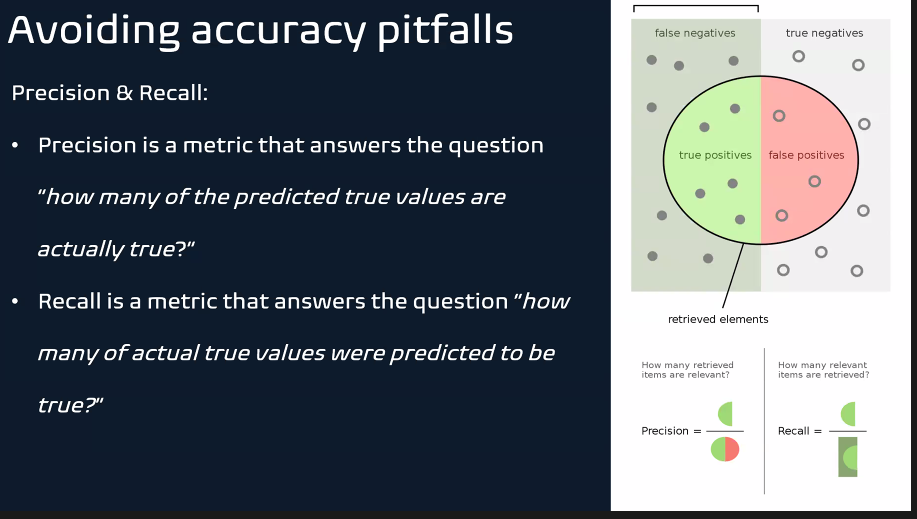 Avoiding accuracy pitfalls
Precision & Recall:
• Precision is a metric that answers the question
"how many of the predicted true values are
actually true?"
• Recall is a metric that answers the question "how
many of actual true values were predicted to be
true?"
false negatives
true negatives
true positives
false positives
retrieved elements
How many retrieved
items are relevant?
Precision =
How many relevant
items are retrieved?
Recall =